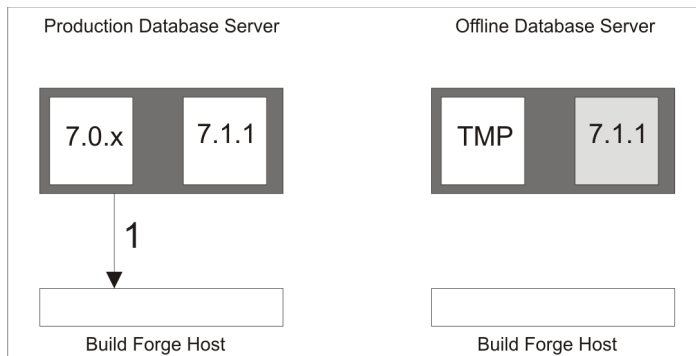 Production Database Server
Offline Database Server
7.0.x
7.1.1
TMP
7.1.1
1
Build Forge Host
Build Forge Host